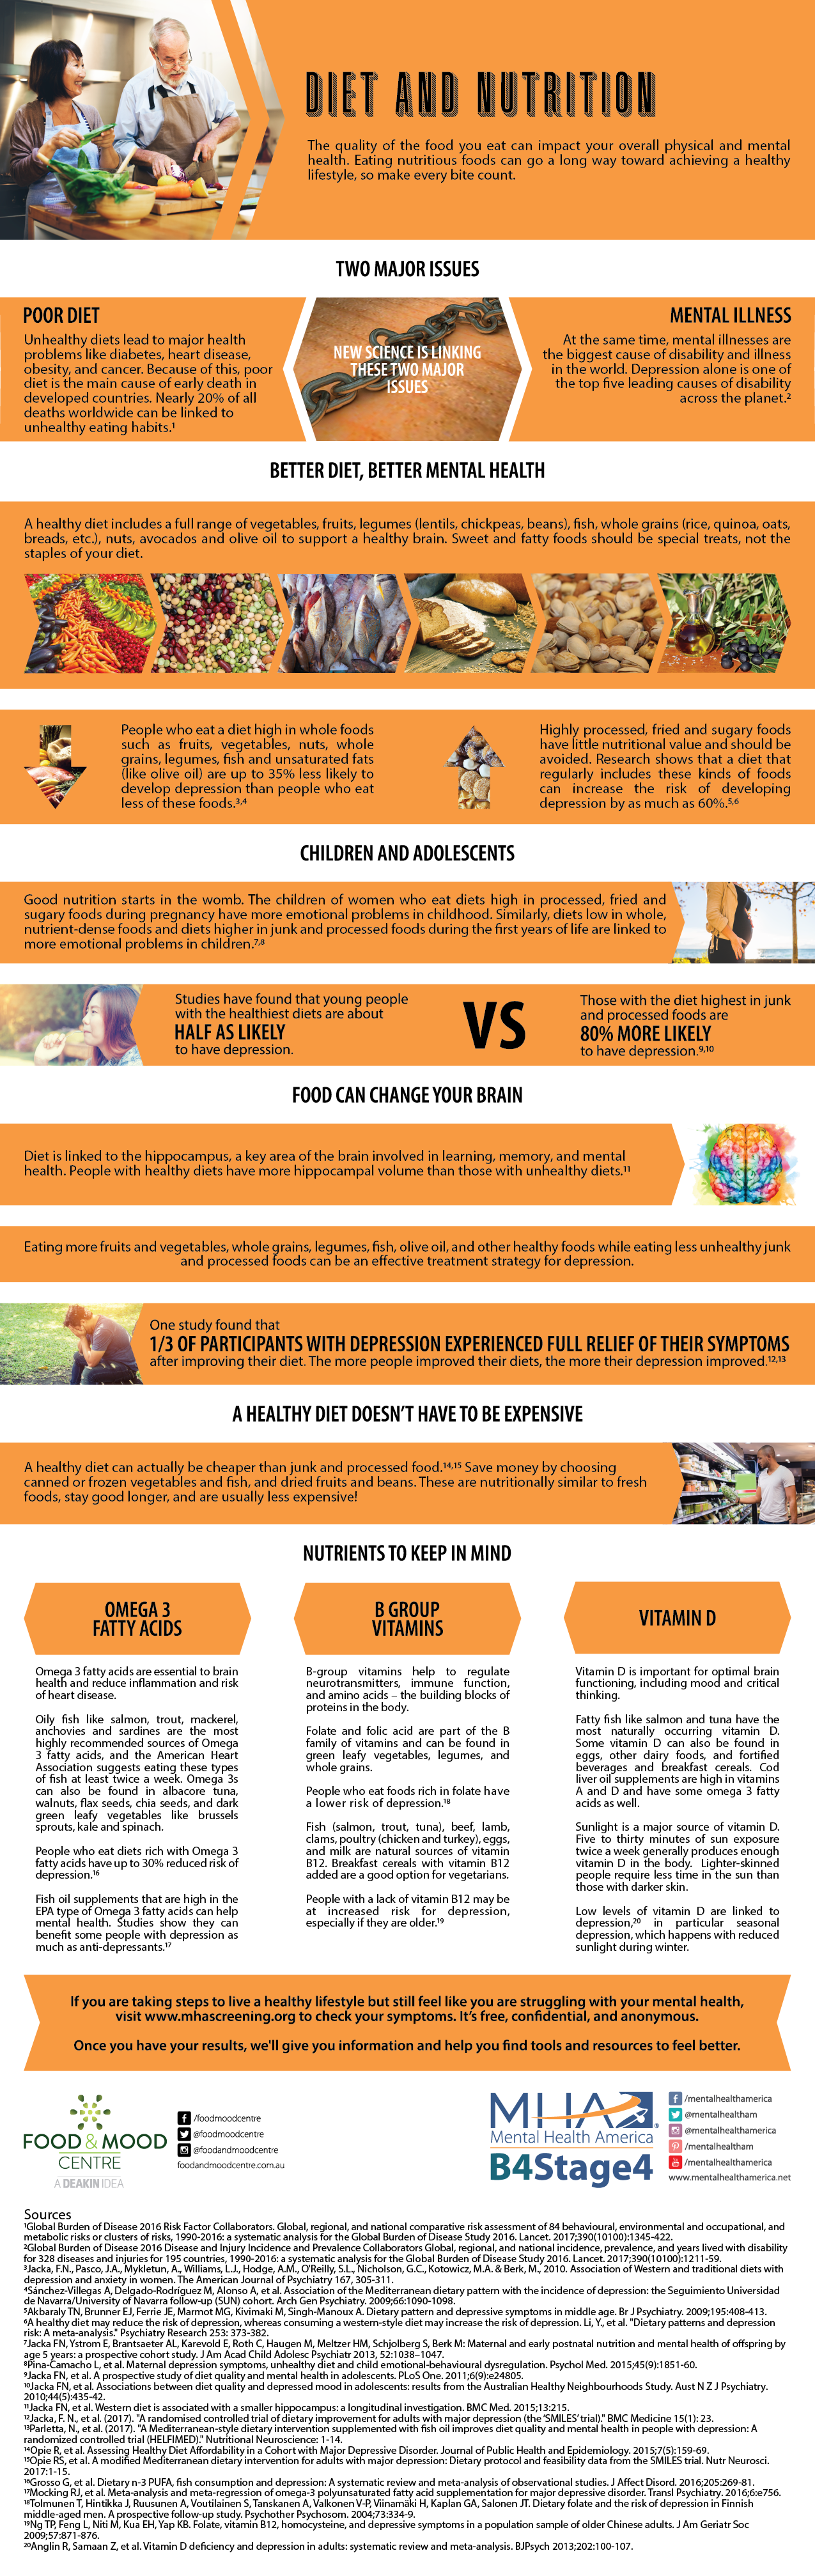 DIET AND NUTRITION
The quality of the food you eat can impact your overall physical and mental
health. Eating nutritious foods can go a long way toward achieving a healthy
lifestyle, so make every bite count.
TWO MAJOR ISSUES
POOR DIET
Unhealthy diets lead to major health
problems like diabetes, heart disease,
obesity, and cancer. Because of this, poor
diet is the main cause of early death in
developed countries. Nearly 20% of all
deaths worldwide can be linked to
unhealthy eating habits.¹
NEW SCIENCE IS LINKING
THESE TWO MAJOR
ISSUES
MENTAL ILLNESS
At the same time, mental illnesses are
the biggest cause of disability and illness
in the world. Depression alone is one of
the top five leading causes of disability
across the planet.²
BETTER DIET, BETTER MENTAL HEALTH
A healthy diet includes a full range of vegetables, fruits, legumes (lentils, chickpeas, beans), fish, whole grains (rice, quinoa, oats,
breads, etc.), nuts, avocados and olive oil to support a healthy brain. Sweet and fatty foods should be special treats, not the
staples of your diet.
People who eat a diet high in whole foods
such as fruits, vegetables, nuts, whole
grains, legumes, fish and unsaturated fats
(like olive oil) are up to 35% less likely to
develop depression than people who eat
less of these foods.³,⁴
Highly processed, fried and sugary foods
have little nutritional value and should be
avoided. Research shows that a diet that
regularly includes these kinds of foods
can increase the risk of developing
depression by as much as 60%.⁵,⁶
CHILDREN AND ADOLESCENTS
Good nutrition starts in the womb. The children of women who eat diets high in processed, fried and
sugary foods during pregnancy have more emotional problems in childhood. Similarly, diets low in whole,
nutrient-dense foods and diets higher in junk and processed foods during the first years of life are linked to
more emotional problems in children.⁷,⁸
Studies have found that young people
with the healthiest diets are about
HALF AS LIKELY
to have depression.
VS
Those with the diet highest in junk
and processed foods are
80% MORE LIKELY
to have depression.⁹,¹⁰
FOOD CAN CHANGE YOUR BRAIN
Diet is linked to the hippocampus, a key area of the brain involved in learning, memory, and mental
health. People with healthy diets have more hippocampal volume than those with unhealthy diets.¹¹
Eating more fruits and vegetables, whole grains, legumes, fish, olive oil, and other healthy foods while eating less unhealthy junk
and processed foods can be an effective treatment strategy for depression.
One study found that
1/3 OF PARTICIPANTS WITH DEPRESSION EXPERIENCED FULL RELIEF OF THEIR SYMPTOMS
after improving their diet. The more people improved their diets, the more their depression improved.¹²,¹³
A HEALTHY DIET DOESN'T HAVE TO BE EXPENSIVE
A healthy diet can actually be cheaper than junk and processed food.¹⁴,¹⁵ Save money by choosing
canned or frozen vegetables and fish, and dried fruits and beans. These are nutritionally similar to fresh
foods, stay good longer, and are usually less expensive!
NUTRIENTS TO KEEP IN MIND
OMEGA 3
FATTY ACIDS
Omega 3 fatty acids are essential to brain
health and reduce inflammation and risk
of heart disease.
Oily fish like salmon, trout, mackerel,
anchovies and sardines are the most
highly recommended sources of Omega
3 fatty acids, and the American Heart
Association suggests eating these types
of fish at least twice a week. Omega 3s
can also be found in albacore tuna,
walnuts, flax seeds, chia seeds, and dark
green leafy vegetables like brussels
sprouts, kale and spinach.
People who eat diets rich with Omega 3
fatty acids have up to 30% reduced risk of
depression.¹⁶
Fish oil supplements that are high in the
EPA type of Omega 3 fatty acids can help
mental health. Studies show they can
benefit some people with depression as
much as anti-depressants.¹⁷
B GROUP
VITAMINS
B-group vitamins help to regulate
neurotransmitters, immune function,
and amino acids – the building blocks of
proteins in the body.
Folate and folic acid are part of the B
family of vitamins and can be found in
green leafy vegetables, legumes, and
whole grains.
People who eat foods rich in folate have
a lower risk of depression.¹⁸
Fish (salmon, trout, tuna), beef, lamb,
clams, poultry (chicken and turkey), eggs,
and milk are natural sources of vitamin
B12. Breakfast cereals with vitamin B12
added are a good option for vegetarians.
People with a lack of vitamin B12 may be
at increased risk for depression,
especially if they are older.¹⁹
VITAMIN D
Vitamin D is important for optimal brain
functioning, including mood and critical
thinking.
Fatty fish like salmon and tuna have the
most naturally occurring vitamin D.
Some vitamin D can also be found in
eggs, other dairy foods, and fortified
beverages and breakfast cereals. Cod
liver oil supplements are high in vitamins
A and D and have some omega 3 fatty
acids as well.
Sunlight is a major source of vitamin D.
Five to thirty minutes of sun exposure
twice a week generally produces enough
vitamin D in the body. Lighter-skinned
people require less time in the sun than
those with darker skin.
Low levels of vitamin D are linked to
depression,²⁰ in particular seasonal
depression, which happens with reduced
sunlight during winter.
If you are taking steps to live a healthy lifestyle but still feel like you are struggling with your mental health,
visit www.mhascreening.org to check your symptoms. It's free, confidential, and anonymous.
Once you have your results, we'll give you information and help you find tools and resources to feel better.
FOOD & MOOD
CENTRE
A DEAKIN IDEA
/foodmoodcentre
@foodmoodcentre
@foodandmoodcentre
foodandmoodcentre.com.au
MHA
Mental Health America
B4Stage4
/mentalhealthamerica
@mentalhealtham
@mentalhealthamerica
/mentalhealtham
/mentalhealthamerica
www.mentalhealthamerica.net
Sources
¹Global Burden of Disease 2016 Risk Factor Collaborators. Global, regional, and national comparative risk assessment of 84 behavioural, environmental and occupational, and
metabolic risks or clusters of risks, 1990-2016: a systematic analysis for the Global Burden of Disease Study 2016. Lancet. 2017;390(10100):1345-422.
²Global Burden of Disease 2016 Disease and Injury Incidence and Prevalence Collaborators Global, regional, and national incidence, prevalence, and years lived with disability
for 328 diseases and injuries for 195 countries, 1990-2016: a systematic analysis for the Global Burden of Disease Study 2016. Lancet. 2017;390(10100):1211-59.
³Jacka, F.N., Pasco, J.A., Mykletun, A., Williams, L.J., Hodge, A.M., O'Reilly, S.L., Nicholson, G.C., Kotowicz, M.A. & Berk, M., 2010. Association of Western and traditional diets with
depression and anxiety in women. The American Journal of Psychiatry 167, 305-311.
⁴Sánchez-Villegas A, Delgado-Rodríguez M, Alonso A, et al. Association of the Mediterranean dietary pattern with the incidence of depression: the Seguimiento Universidad
de Navarra/University of Navarra follow-up (SUN) cohort. Arch Gen Psychiatry. 2009;66:1090-1098.
⁵Akbaraly TN, Brunner EJ, Ferrie JE, Marmot MG, Kivimaki M, Singh-Manoux A. Dietary pattern and depressive symptoms in middle age. Br J Psychiatry. 2009;195:408-413.
⁶A healthy diet may reduce the risk of depression, whereas consuming a western-style diet may increase the risk of depression. Li, Y., et al. "Dietary patterns and depression
risk: A meta-analysis." Psychiatry Research 253: 373-382.
⁷Jacka FN, Ystrom E, Brantsaeter AL, Karevold E, Roth C, Haugen M, Meltzer HM, Schjolberg S, Berk M: Maternal and early postnatal nutrition and mental health of offspring by
age 5 years: a prospective cohort study. J Am Acad Child Adolesc Psychiatr 2013, 52:1038–1047.
⁸Pina-Camacho L, et al. Maternal depression symptoms, unhealthy diet and child emotional-behavioural dysregulation. Psychol Med. 2015;45(9):1851-60.
⁹Jacka FN, et al. A prospective study of diet quality and mental health in adolescents. PLoS One. 2011;6(9):e24805.
¹⁰Jacka FN, et al. Associations between diet quality and depressed mood in adolescents: results from the Australian Healthy Neighbourhoods Study. Aust N Z J Psychiatry.
2010;44(5):435-42.
¹¹Jacka FN, et al. Western diet is associated with a smaller hippocampus: a longitudinal investigation. BMC Med. 2015;13:215.
¹²Jacka, F. N., et al. (2017). "A randomised controlled trial of dietary improvement for adults with major depression (the 'SMILES' trial)." BMC Medicine 15(1): 23.
¹³Parletta, N., et al. (2017). "A Mediterranean-style dietary intervention supplemented with fish oil improves diet quality and mental health in people with depression: A
randomized controlled trial (HELFIMED)." Nutritional Neuroscience: 1-14.
¹⁴Opie R, et al. Assessing Healthy Diet Affordability in a Cohort with Major Depressive Disorder. Journal of Public Health and Epidemiology. 2015;7(5):159-69.
¹⁵Opie RS, et al. A modified Mediterranean dietary intervention for adults with major depression: Dietary protocol and feasibility data from the SMILES trial. Nutr Neurosci.
2017:1-15.
¹⁶Grosso G, et al. Dietary n-3 PUFA, fish consumption and depression: A systematic review and meta-analysis of observational studies. J Affect Disord. 2016;205:269-81.
¹⁷Mocking RJ, et al. Meta-analysis and meta-regression of omega-3 polyunsaturated fatty acid supplementation for major depressive disorder. Transl Psychiatry. 2016;6:e756.
¹⁸Tolmunen T, Hintikka J, Ruusunen A, Voutilainen S, Tanskanen A, Valkonen V-P, Viinamäki H, Kaplan GA, Salonen JT. Dietary folate and the risk of depression in Finnish
middle-aged men. A prospective follow-up study. Psychother Psychosom. 2004;73:334-9.
¹⁹Ng TP, Feng L, Niti M, Kua EH, Yap KB. Folate, vitamin B12, homocysteine, and depressive symptoms in a population sample of older Chinese adults. J Am Geriatr Soc
2009;57:871-876.
²⁰Anglin R, Samaan Z, et al. Vitamin D deficiency and depression in adults: systematic review and meta-analysis. BJPsych 2013;202:100-107.